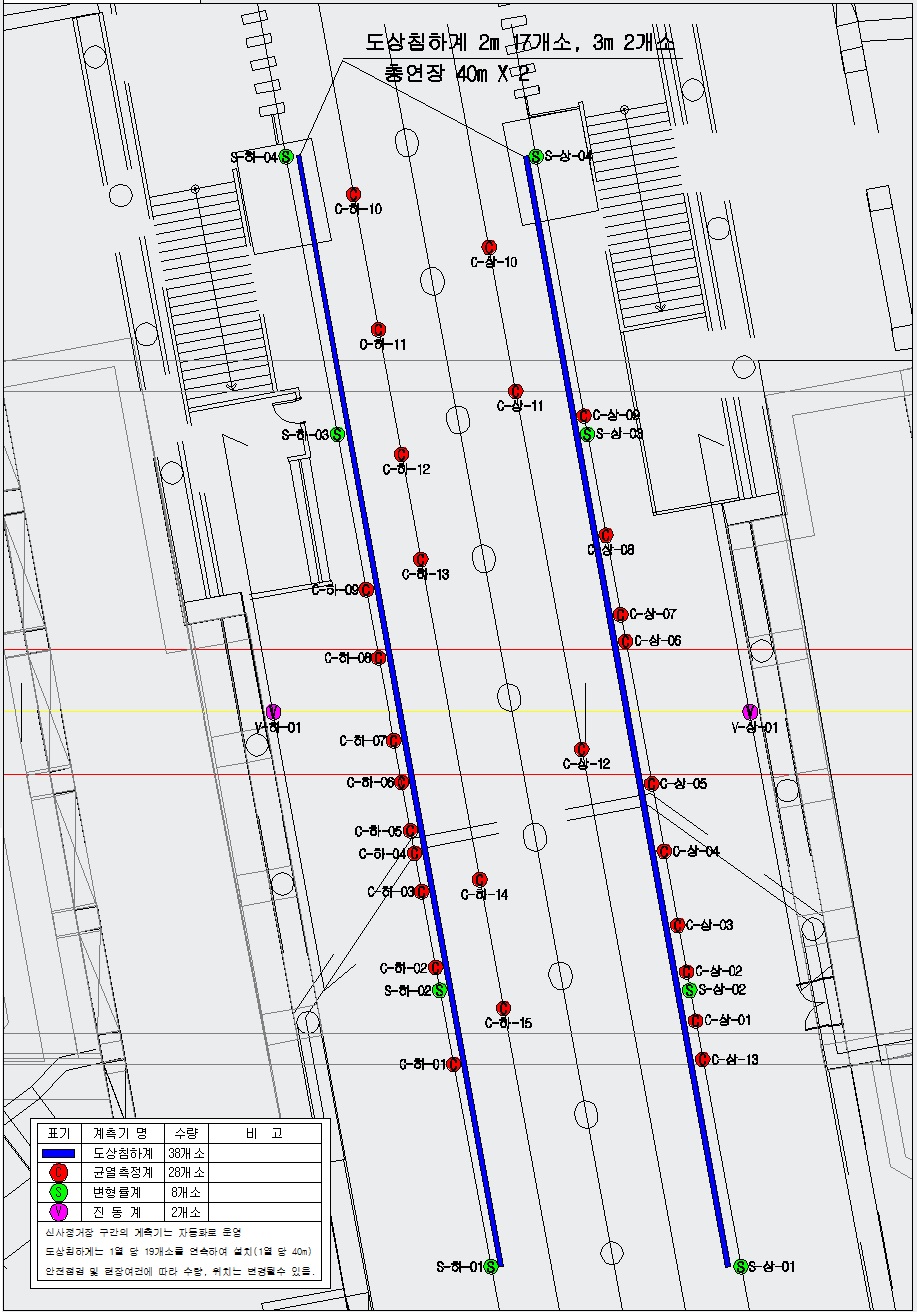 도상침하계 2m 17개소, 3m 2개소
총연장 40m X 2
S-하-04
S-상-04
C-하-10
C-상-10
C-하-11
C-상-11
C-상-09
S-하-03
S-상-03
C-하-12
C-상-08
C-하-13
C-하-09
C-상-07
C-상-06
C-하-08
V-하-01
V-상-01
C-하-07
C-상-12
C-하-06
C-상-05
C-하-05
C-하-04
C-상-04
C-하-03
C-하-14
C-상-03
C-하-02
C-상-02
S-하-02
S-상-02
C-하-15
C-상-01
C-하-01
C-상-13
표기 계측기 명 수량 비 고
도상침하계 38개소
C 균열측정계 28개소
S 변형률계 8개소
V 진 동 계 2개소
신사정거장 구간의 계측기는 자동화로 운영
도상침하계는 1열 당 19개소를 연속하여 설치(1열 당 40m)
안전점검 및 현장여건에 따라 수량, 위치는 변경될수 있음.
S-하-01
S-상-01